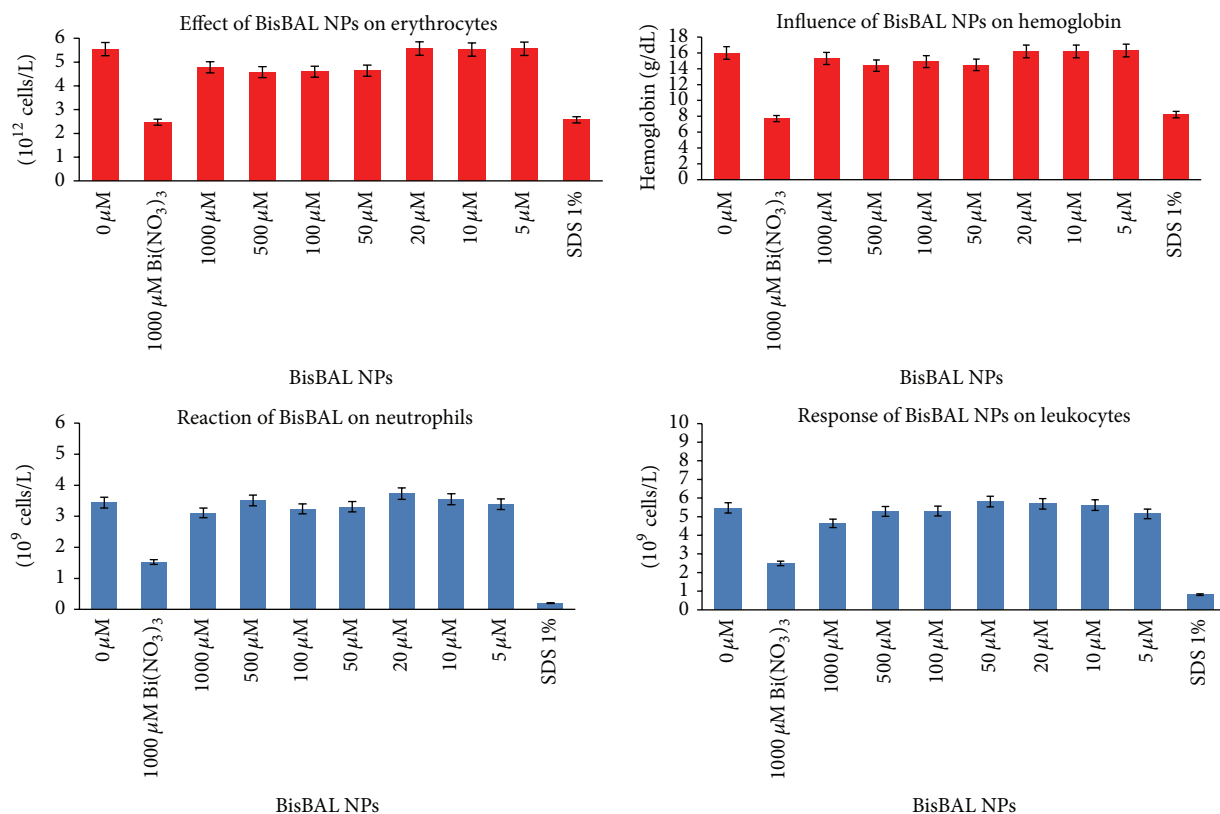 Effect of BisBAL NPs on erythrocytes
(10¹² cells/L)
6
5
4
3
2
1
0
0 μM
1000 μM Bi(NO₃)₃
1000 μM
500 μM
100 μM
50 μM
20 μM
10 μM
5 μM
SDS 1%
BisBAL NPs
Influence of BisBAL NPs on hemoglobin
Hemoglobin (g/dL)
18
16
14
12
10
8
6
4
2
0
0 μM
1000 μM Bi(NO₃)₃
1000 μM
500 μM
100 μM
50 μM
20 μM
10 μM
5 μM
SDS 1%
BisBAL NPs
Reaction of BisBAL on neutrophils
(10⁹ cells/L)
6
5
4
3
2
1
0
0 μM
1000 μM Bi(NO₃)₃
1000 μM
500 μM
100 μM
50 μM
20 μM
10 μM
5 μM
SDS 1%
BisBAL NPs
Response of BisBAL NPs on leukocytes
(10⁹ cells/L)
10
9
8
7
6
5
4
3
2
1
0
0 μM
1000 μM Bi(NO₃)₃
1000 μM
500 μM
100 μM
50 μM
20 μM
10 μM
5 μM
SDS 1%
BisBAL NPs